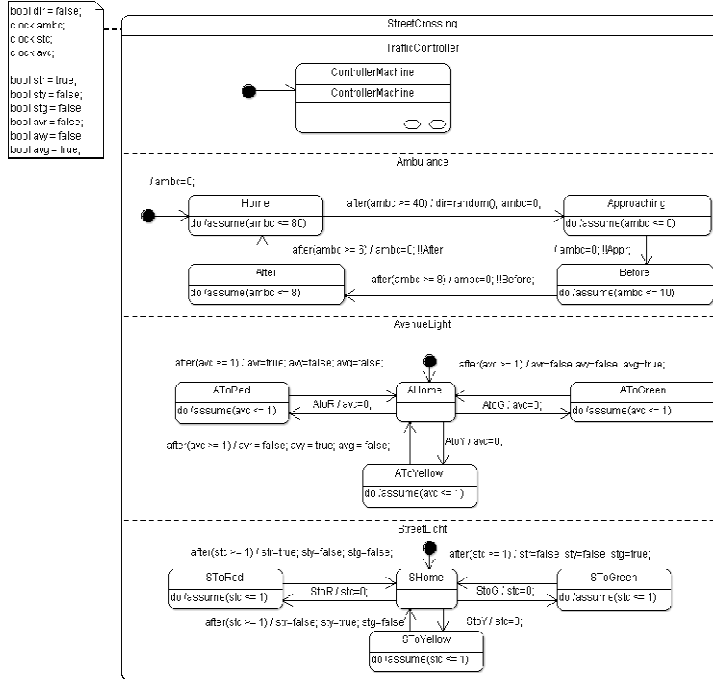 bool dir = false;
clock ambc;
clock stc;
clock avc;
bool str = true;
bool sty = false;
bool stg = false
bool avr = false;
bool avy = false
bool avg = true;
StreetCrossing
TrafficController
ControllerMachine
ControllerMachine
Ambulance
/ ambc=0;
Home
do /assume(ambc <= 80)
after(ambc >= 40) / dir=random(); ambc=0;
Approaching
do /assume(ambc <= 0)
after(ambc >= 6) / ambc=0; !!After
/ ambc=0; !!Appr;
After
do /assume(ambc <= 8)
after(ambc >= 8) / ambc=0; !!Before;
Before
do /assume(ambc <= 10)
AvenueLight
after(avc >= 1) / avr=true; avy=false; avg=false;
after(avc >= 1) / avr=false avy=false avg=true;
AToRed
do /assume(avc <= 1)
AtoR / avc=0;
AHome
AtoG / avc=0;
AToGreen
do /assume(avc <= 1)
after(avc >= 1) / avr = false; avy = true; avg = false;
AtoY / avc=0;
AToYellow
do /assume(avc <= 1)
StreetLight
after(stc >= 1) / str=true; sty=false; stg=false;
after(stc >= 1) / str=false sty=false stg=true;
SToRed
do /assume(stc <= 1)
StoR / stc=0;
SHome
StoG / stc=0;
SToGreen
do /assume(stc <= 1)
after(stc >= 1) / str=false; sty=true; stg=false
StoY / stc=0;
SToYellow
do /assume(stc <= 1)